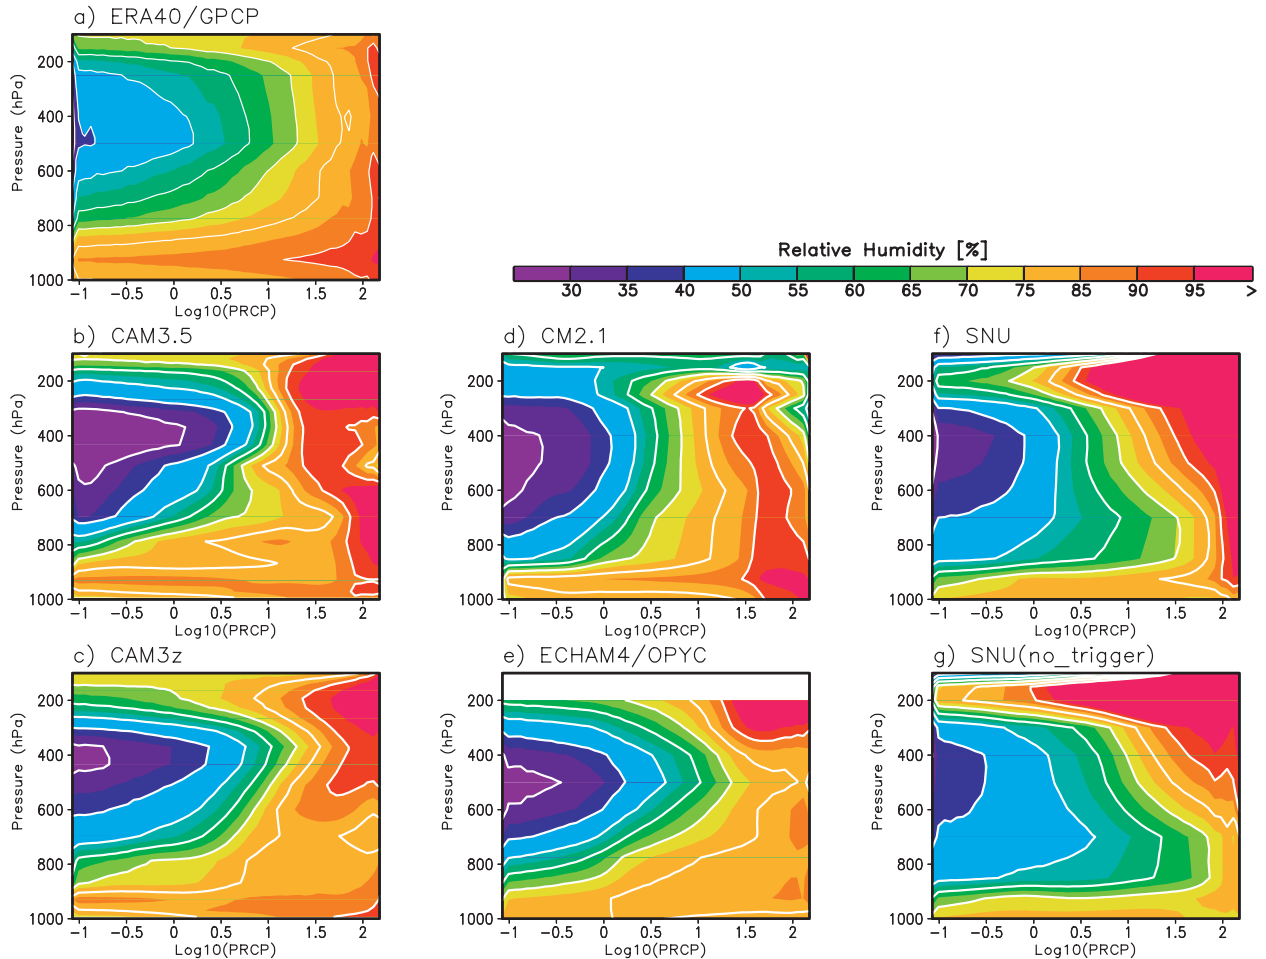 a) ERA40/GPCP
Pressure (hPa)
200
400
600
800
1000
-1 -0.5 0 0.5 1 1.5 2
Log10(PRCP)
Relative Humidity [%]
30 35 40 50 55 60 65 70 75 85 90 95 >
b) CAM3.5
Pressure (hPa)
200
400
600
800
1000
-1 -0.5 0 0.5 1 1.5 2
Log10(PRCP)
d) CM2.1
Pressure (hPa)
200
400
600
800
1000
-1 -0.5 0 0.5 1 1.5 2
Log10(PRCP)
f) SNU
Pressure (hPa)
200
400
600
800
1000
-1 -0.5 0 0.5 1 1.5 2
Log10(PRCP)
c) CAM3z
Pressure (hPa)
200
400
600
800
1000
-1 -0.5 0 0.5 1 1.5 2
Log10(PRCP)
e) ECHAM4/OPYC
Pressure (hPa)
200
400
600
800
1000
-1 -0.5 0 0.5 1 1.5 2
Log10(PRCP)
g) SNU(no_trigger)
Pressure (hPa)
200
400
600
800
1000
-1 -0.5 0 0.5 1 1.5 2
Log10(PRCP)